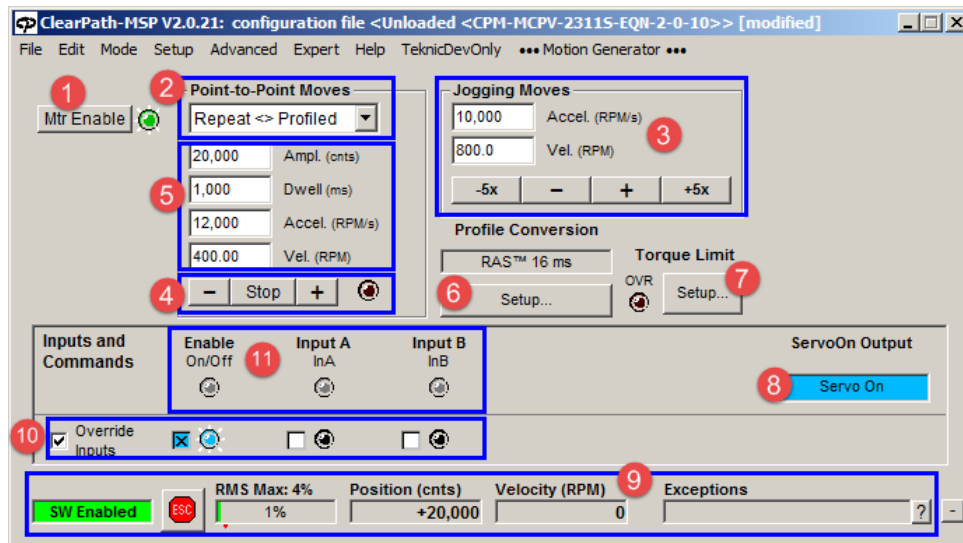 ClearPath-MSP V2.0.21: configuration file <Unloaded <CPM-MCPV-2311S-EQN-2-0-10>> [modified]
File Edit Mode Setup Advanced Expert Help TeknicDevOnly ••• Motion Generator •••
1
Mtr Enable
2
Point-to-Point Moves
Repeat <> Profiled
5
20,000 Ampl. (cnts)
1,000 Dwell (ms)
12,000 Accel. (RPM/s)
400.00 Vel. (RPM)
4
− Stop +
Jogging Moves
10,000 Accel. (RPM/s)
800.0 Vel. (RPM)
3
-5x − + +5x
Profile Conversion
RAS™ 16 ms
6
Setup...
Torque Limit
OVR
Setup...
7
Inputs and
Commands
Enable
On/Off
11
Input A
InA
Input B
InB
ServoOn Output
8
Servo On
10
Override
Inputs
9
SW Enabled
ESC
RMS Max: 4%
1%
Position (cnts)
+20,000
Velocity (RPM)
0
Exceptions
?
-